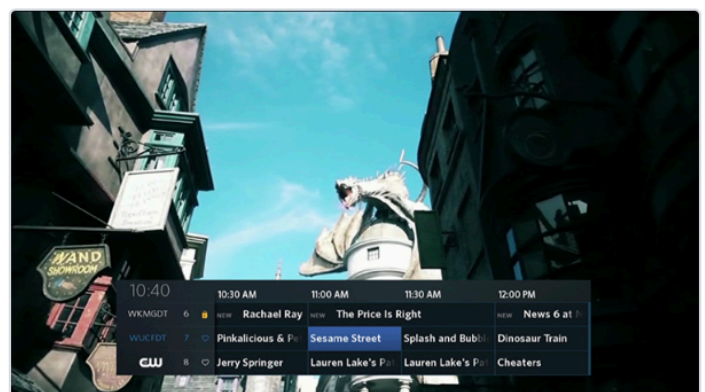 WAND
SHOWROOM
10:40
10:30 AM 11:00 AM 11:30 AM 12:00 PM
WKMGDT 6 NEW Rachael Ray NEW The Price Is Right NEW News 6 at N
WUCFDT 7 Pinkalicious & Pe Sesame Street Splash and Bubbl Dinosaur Train
CW 8 Jerry Springer Lauren Lake's Pat Lauren Lake's Pat Cheaters